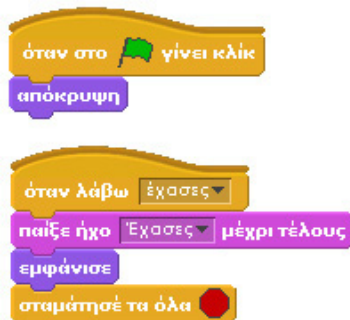 όταν στο γίνει κλίκ
απόκρυψη
όταν λάβω έχασες
παίξε ήχο Έχασες μέχρι τέλους
εμφάνισε
σταμάτησέ τα όλα